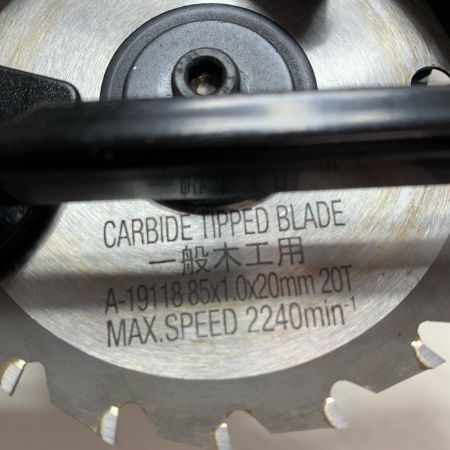 CARBIDE TIPPED BLADE
一般木工用
A-19118 85x1.0x20mm 20T
MAX.SPEED 2240min⁻¹